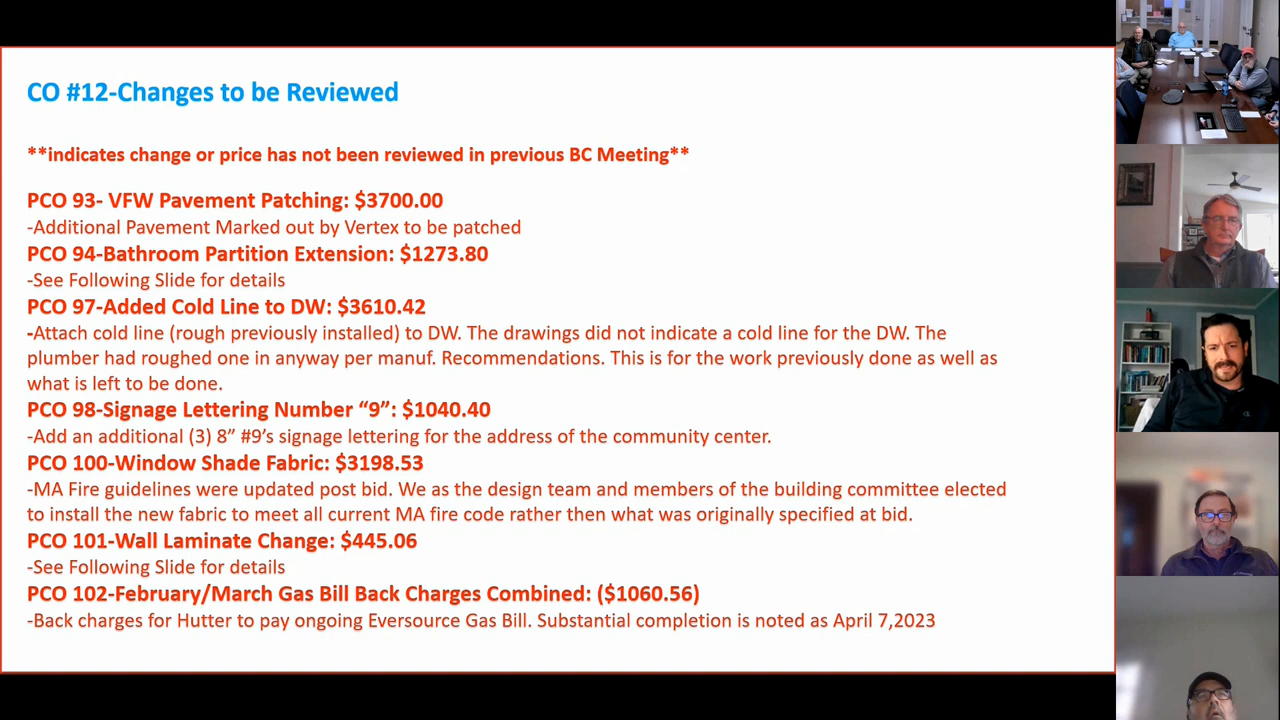 CO #12-Changes to be Reviewed
**indicates change or price has not been reviewed in previous BC Meeting**
PCO 93- VFW Pavement Patching: $3700.00
-Additional Pavement Marked out by Vertex to be patched
PCO 94-Bathroom Partition Extension: $1273.80
-See Following Slide for details
PCO 97-Added Cold Line to DW: $3610.42
-Attach cold line (rough previously installed) to DW. The drawings did not indicate a cold line for the DW. The
plumber had roughed one in anyway per manuf. Recommendations. This is for the work previously done as well as
what is left to be done.
PCO 98-Signage Lettering Number “9”: $1040.40
-Add an additional (3) 8” #9’s signage lettering for the address of the community center.
PCO 100-Window Shade Fabric: $3198.53
-MA Fire guidelines were updated post bid. We as the design team and members of the building committee elected
to install the new fabric to meet all current MA fire code rather then what was originally specified at bid.
PCO 101-Wall Laminate Change: $445.06
-See Following Slide for details
PCO 102-February/March Gas Bill Back Charges Combined: ($1060.56)
-Back charges for Hutter to pay ongoing Eversource Gas Bill. Substantial completion is noted as April 7,2023